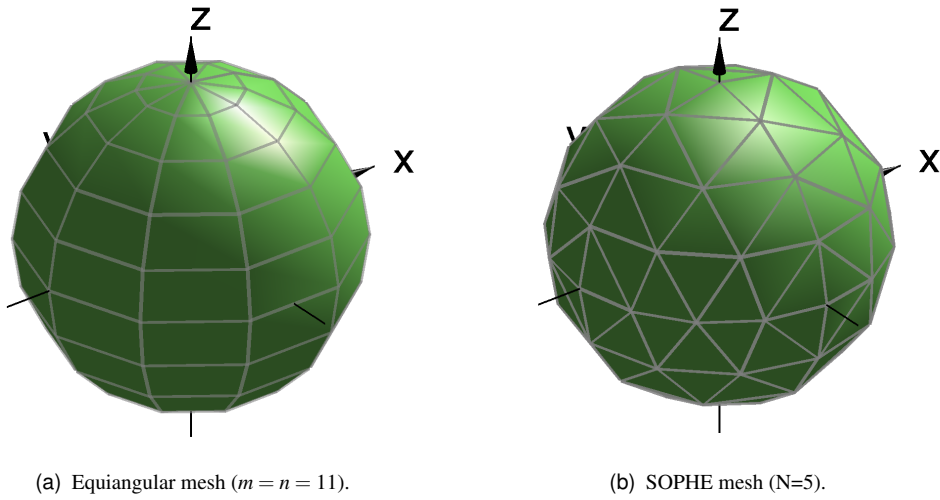 Z
Z
X
X
(a) Equiangular mesh (m = n = 11).
(b) SOPHE mesh (N=5).